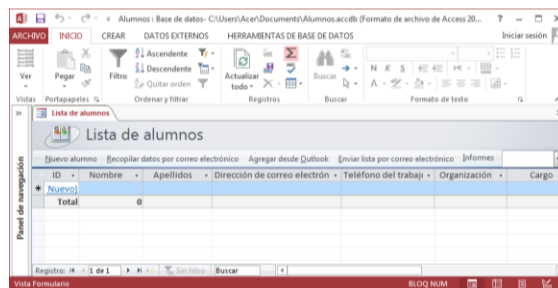 Alumnos : Base de datos- C:\Users\Acer\Documents\Alumnos.accdb (Formato de archivo de Access 20... ?
ARCHIVO INICIO CREAR DATOS EXTERNOS HERRAMIENTAS DE BASE DE DATOS Iniciar sesión
Ver Pegar Filtro Ascendente Descendente Quitar orden Actualizar todo Buscar N K S A
Vistas Portapapeles Ordenar y filtrar Registros Buscar Formato de texto
Lista de alumnos
Lista de alumnos
Nuevo alumno Recopilar datos por correo electrónico Agregar desde Outlook Enviar lista por correo electrónico Informes
ID Nombre Apellidos Dirección de correo electrón Teléfono del trabaj Organización Cargo
* Nuevo)
Total 0
Panel de navegación
Registro: 1 de 1 Sin filtro Buscar
Vista Formulario BLOQ NUM